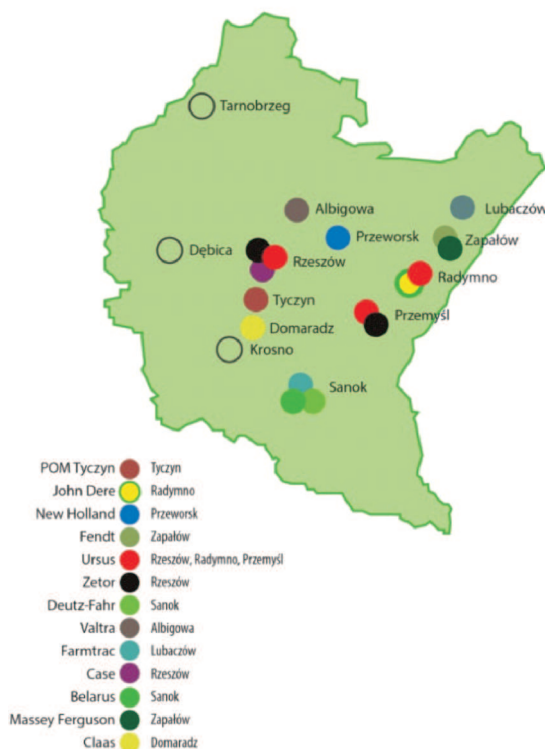 Tarnobrzeg
Albigowa
Lubaczów
Przeworsk
Zapałów
Dębica
Rzeszów
Radymno
Tyczyn
Przemyśl
Domaradz
Krosno
Sanok
POM Tyczyn Tyczyn
John Dere Radymno
New Holland Przeworsk
Fendt Zapałów
Ursus Rzeszów, Radymno, Przemyśl
Zetor Rzeszów
Deutz-Fahr Sanok
Valtra Albigowa
Farmtrac Lubaczów
Case Rzeszów
Belarus Sanok
Massey Ferguson Zapałów
Claas Domaradz